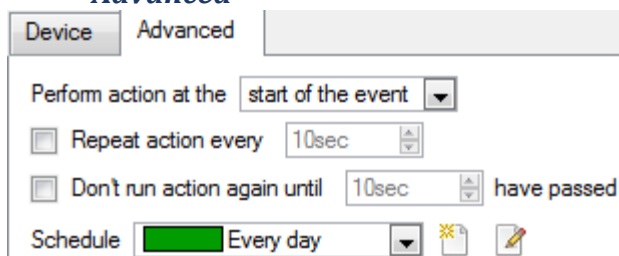 Advanced
Device Advanced
Perform action at the start of the event
Repeat action every 10sec
Don't run action again until 10sec have passed
Schedule Every day